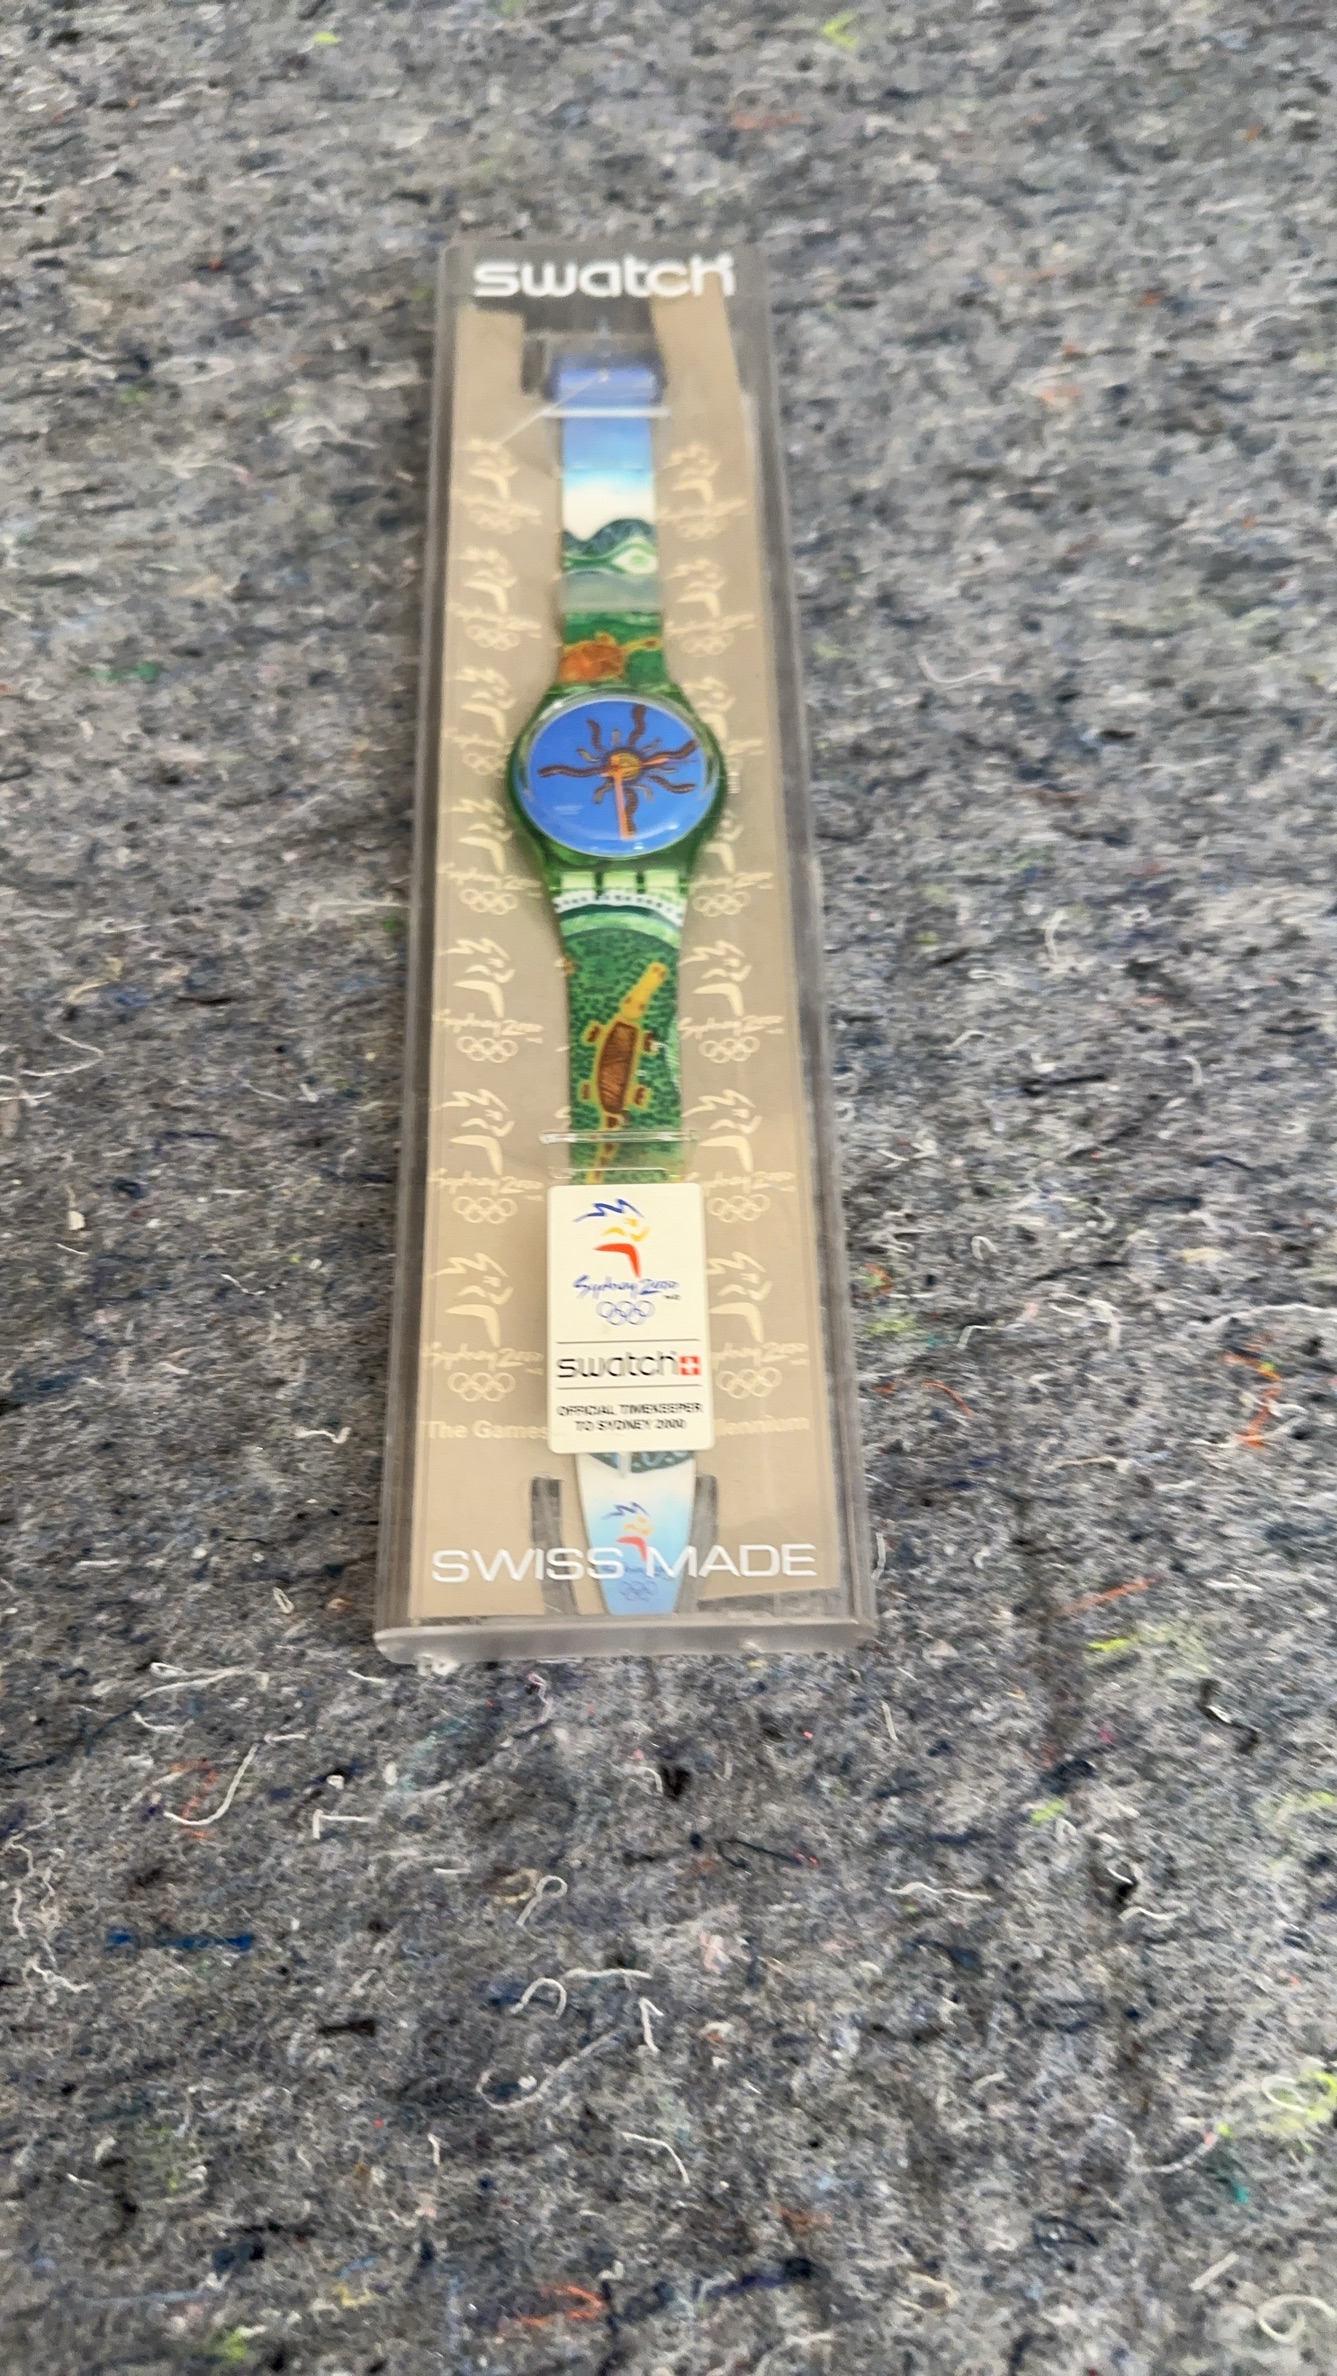 swatch
Sydney 2000
swatch
OFFICIAL TIMEKEEPER
TO SYDNEY 2000
The Games
llennium
SWISS MADE